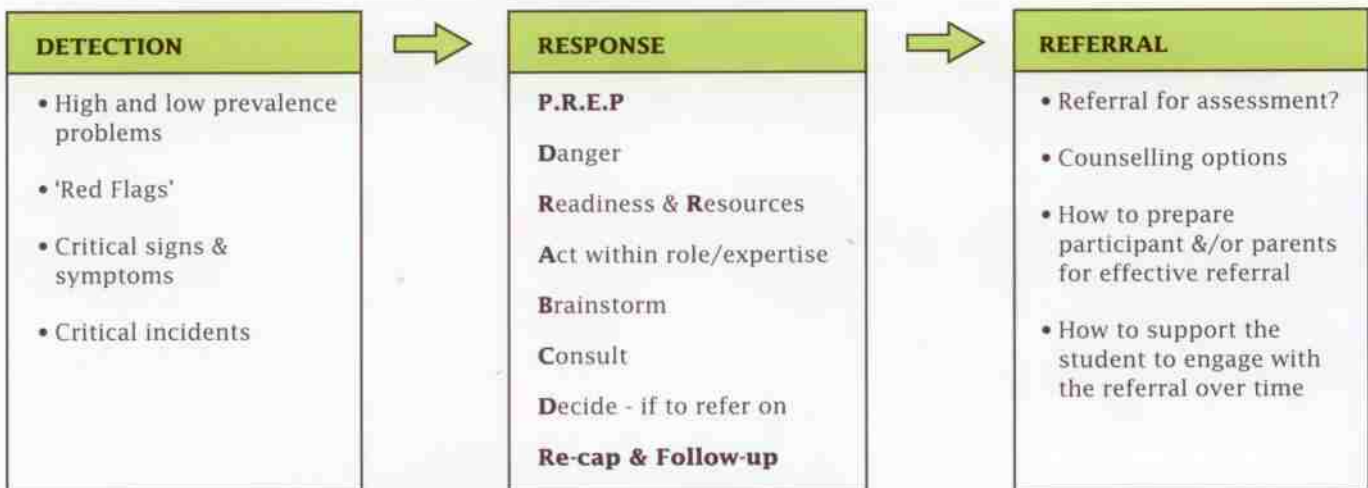 DETECTION
• High and low prevalence
problems
• 'Red Flags'
• Critical signs &
symptoms
• Critical incidents
RESPONSE
P.R.E.P
Danger
Readiness & Resources
Act within role/expertise
Brainstorm
Consult
Decide - if to refer on
Re-cap & Follow-up
REFERRAL
• Referral for assessment?
• Counselling options
• How to prepare
participant &/or parents
for effective referral
• How to support the
student to engage with
the referral over time